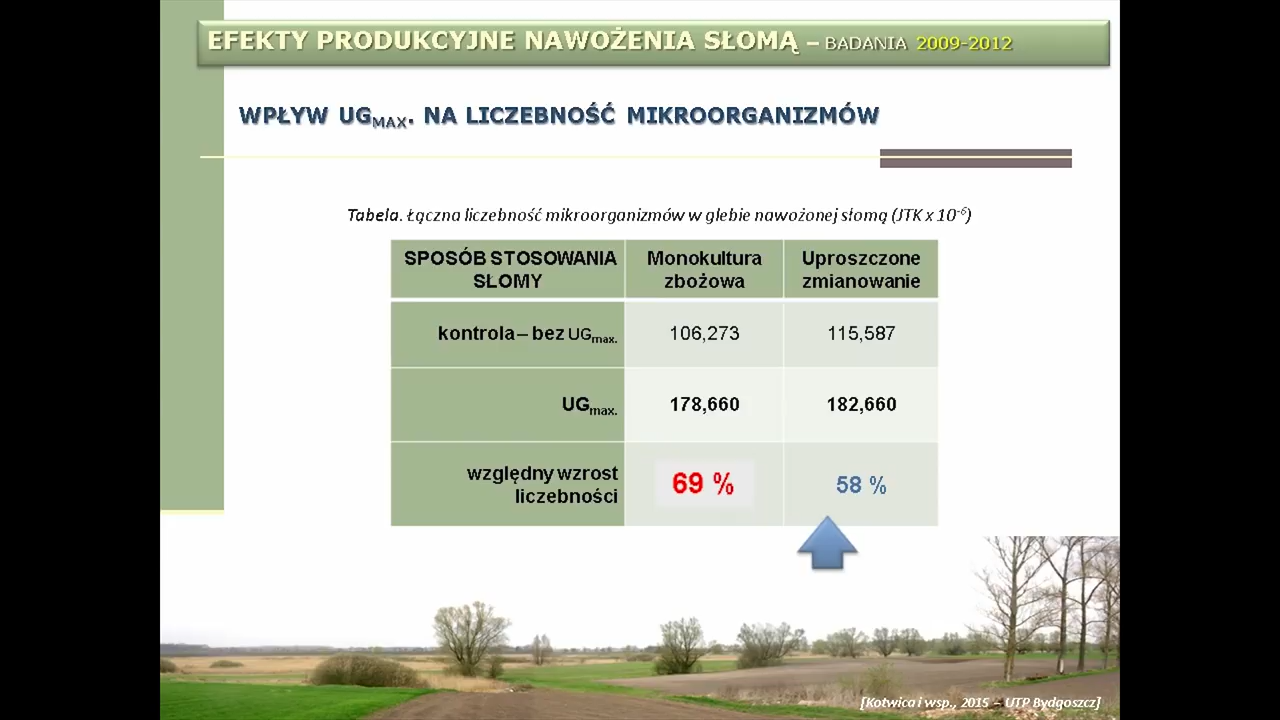 EFEKTY PRODUKCYJNE NAWOŻENIA SŁOMĄ – BADANIA 2009-2012
WPŁYW UGMAX. NA LICZEBNOŚĆ MIKROORGANIZMÓW
Tabela. Łączna liczebność mikroorganizmów w glebie nawożonej słomą (JTK x 10-6)
SPOSÓB STOSOWANIA SŁOMY
Monokultura zbożowa
Uproszczone zmianowanie
kontrola – bez UGmax.
106,273
115,587
UGmax.
178,660
182,660
względny wzrost liczebności
69 %
58 %
[Kotwica i wsp., 2015 – UTP Bydgoszcz]